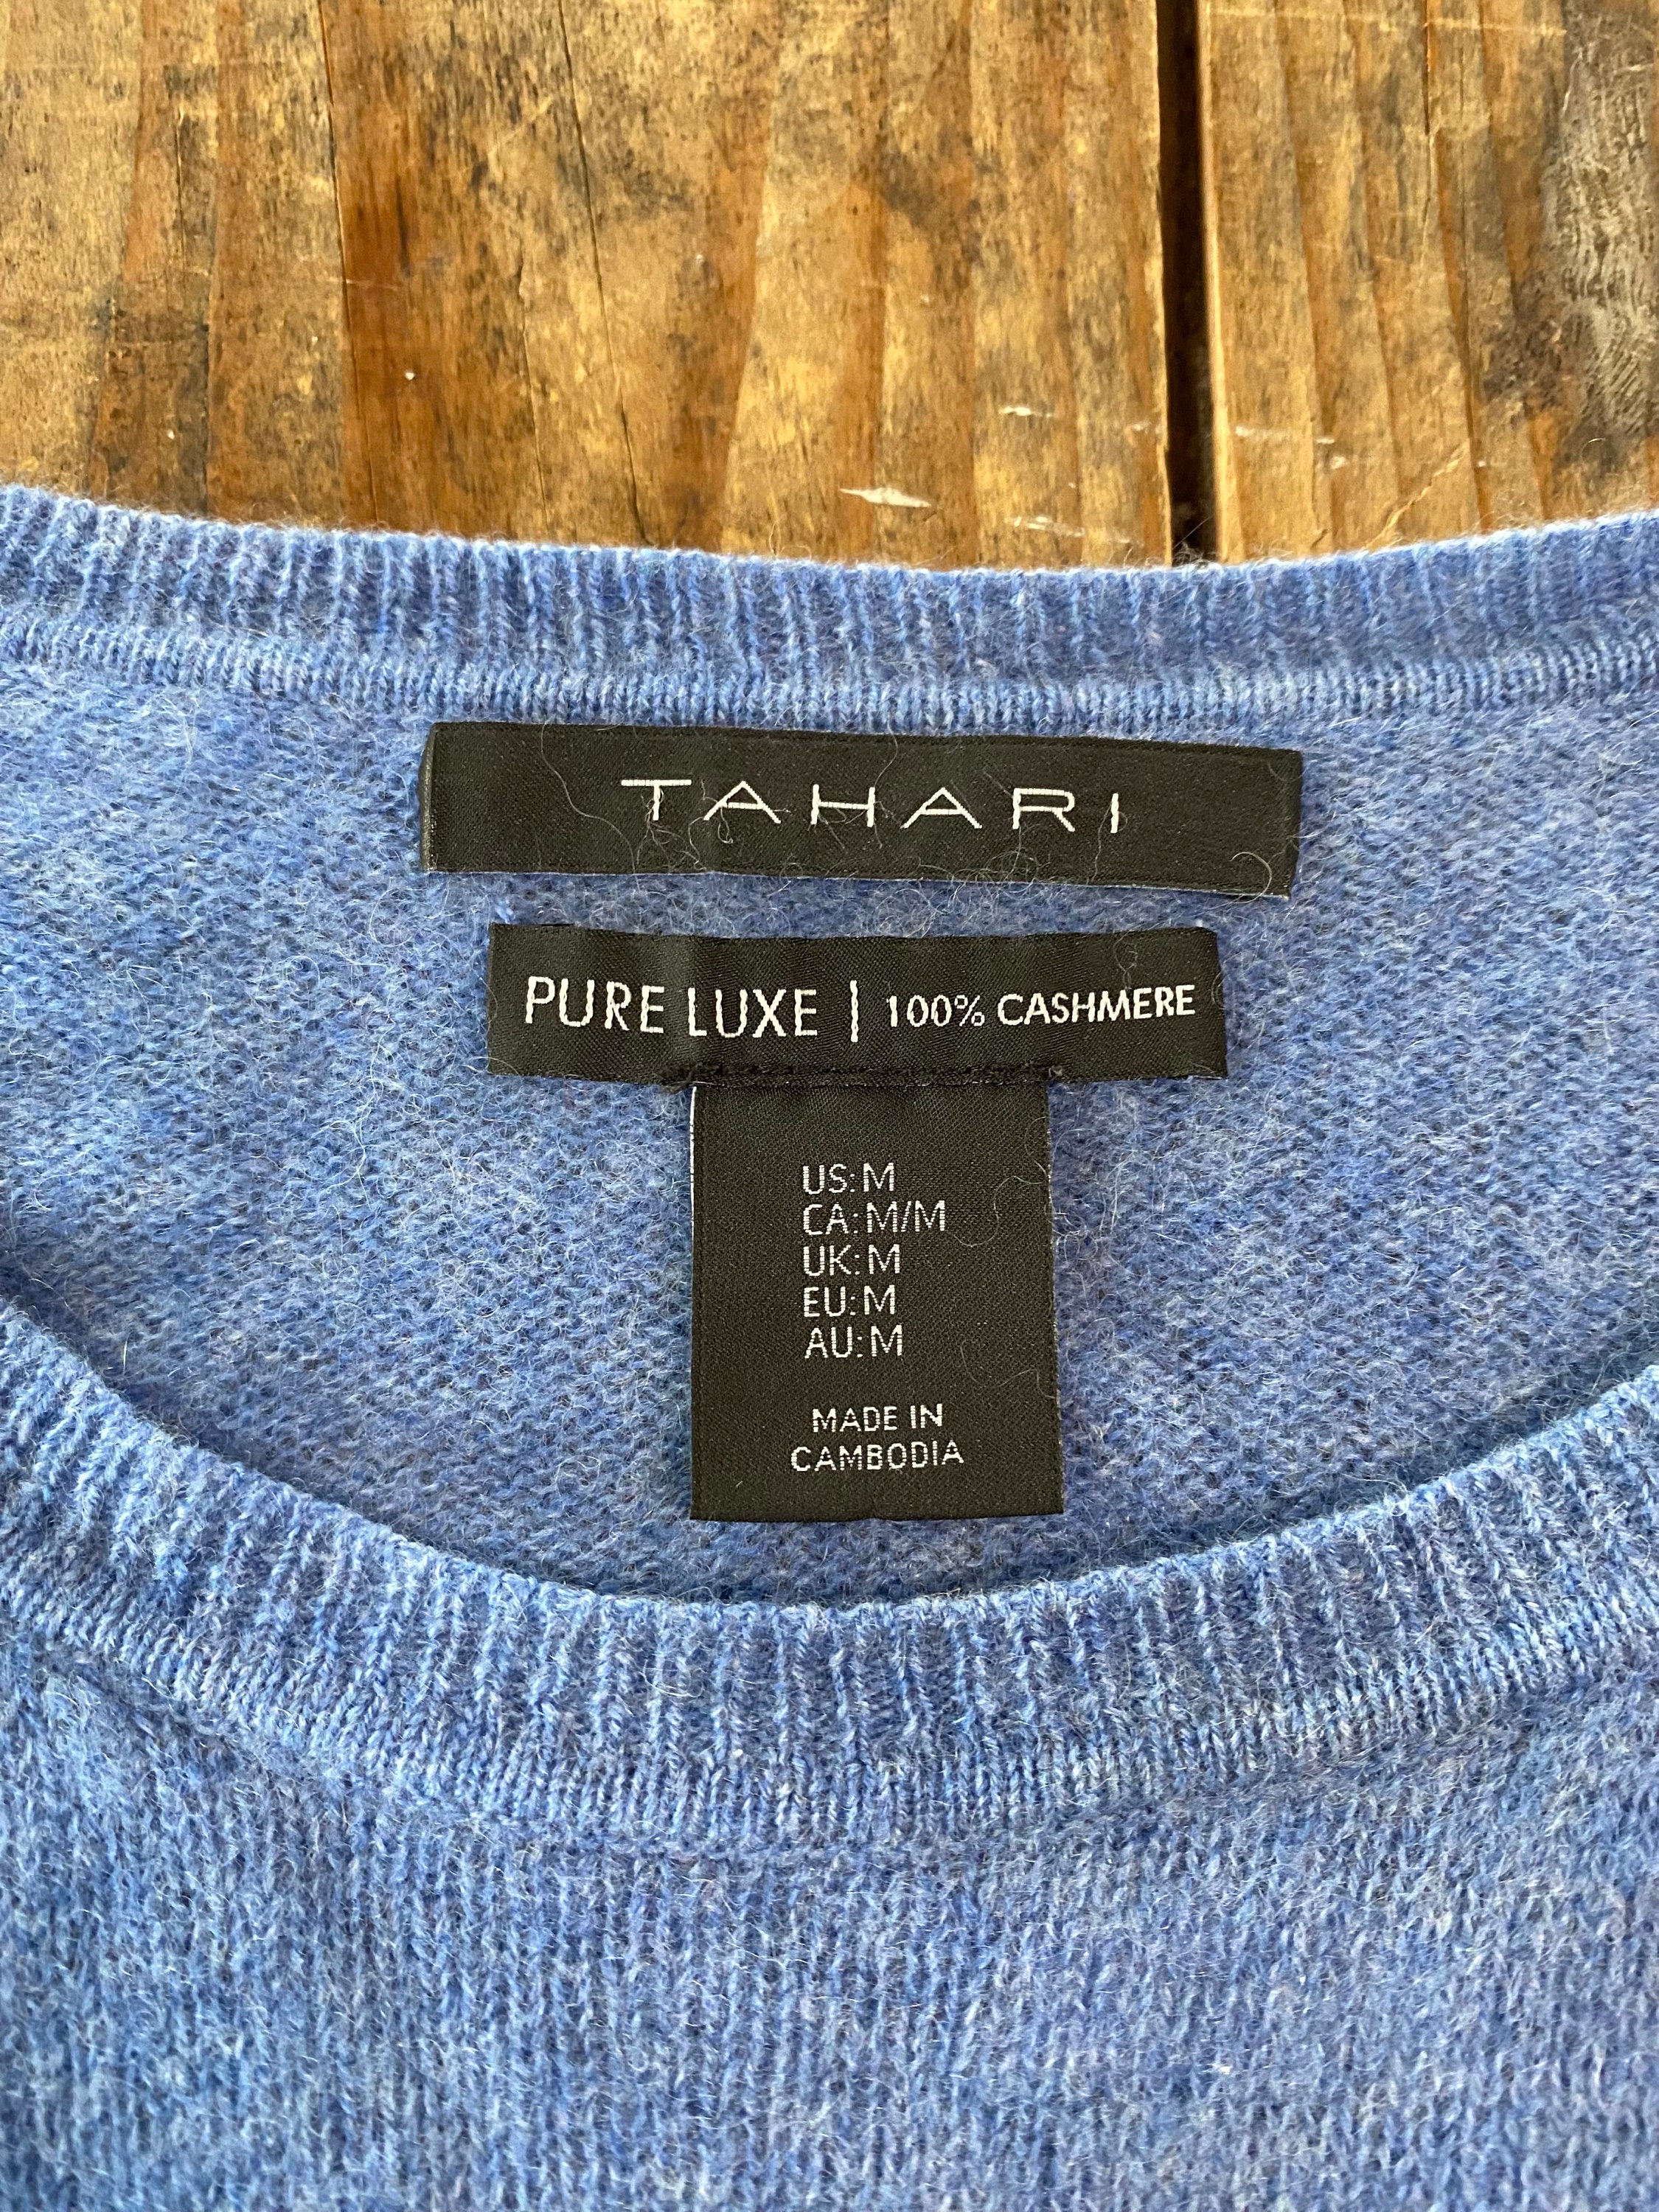 TAHARI
PURE LUXE | 100% CASHMERE
US: M
CA: M/M
UK: M
EU: M
AU: M
MADE IN
CAMBODIA